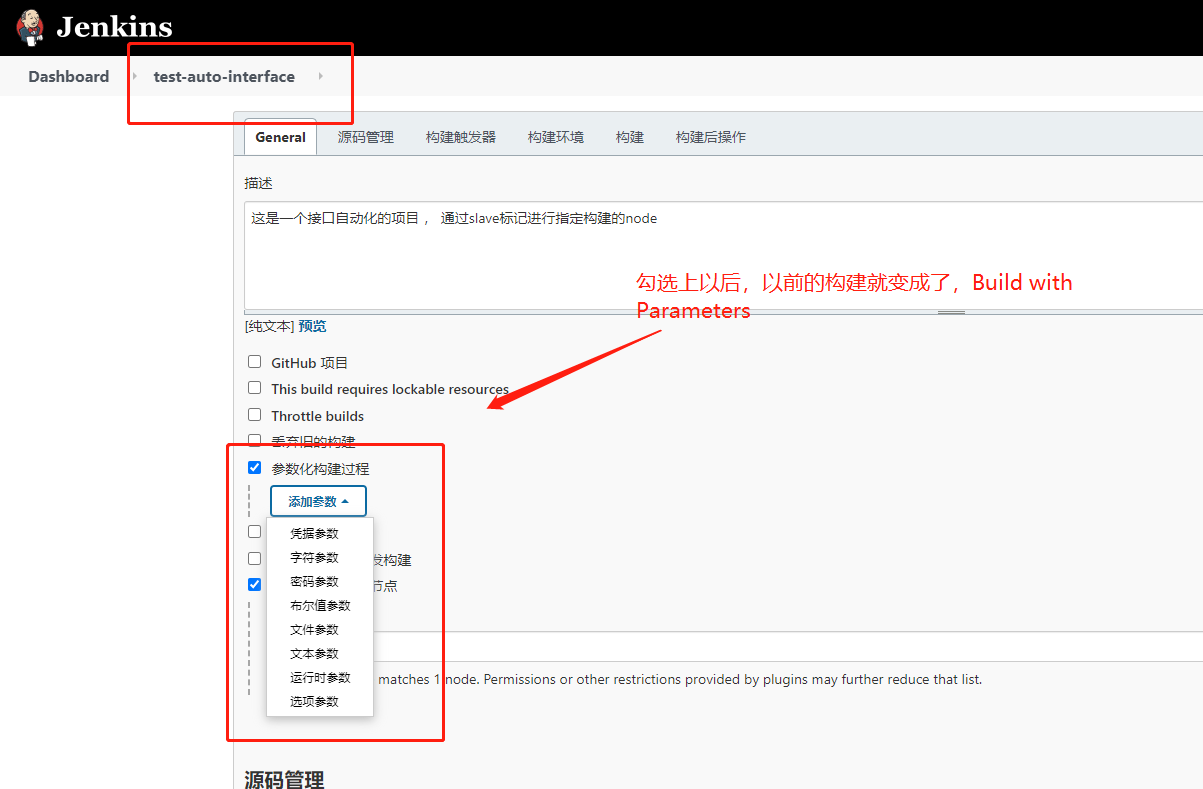 Jenkins
Dashboard
test-auto-interface
General
源码管理
构建触发器
构建环境
构建
构建后操作
描述
这是一个接口自动化的项目 ， 通过slave标记进行指定构建的node
勾选上以后，以前的构建就变成了，Build with
Parameters
[纯文本] 预览
GitHub 项目
This build requires lockable resources
Throttle builds
丢弃旧的构建
参数化构建过程
添加参数
凭据参数
字符参数
发构建
密码参数
节点
布尔值参数
文件参数
文本参数
运行时参数
matches 1 node. Permissions or other restrictions provided by plugins may further reduce that list.
选项参数
源码管理